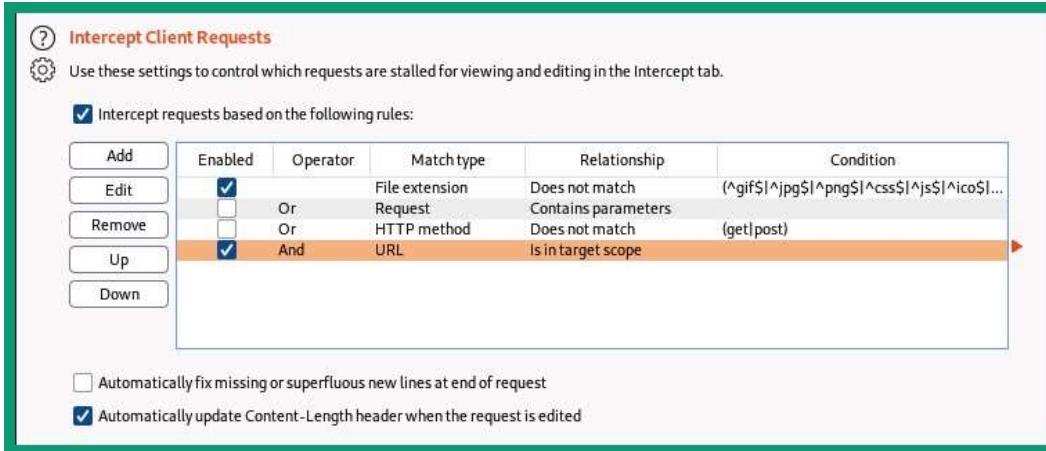 Intercept Client Requests
Use these settings to control which requests are stalled for viewing and editing in the Intercept tab.
Intercept requests based on the following rules:
Add
Edit
Remove
Up
Down
Enabled Operator Match type Relationship Condition
File extension Does not match (^gif$|^jpg$|^png$|^css$|^js$|^ico$|...
Or Request Contains parameters
Or HTTP method Does not match (get|post)
And URL Is in target scope
Automatically fix missing or superfluous new lines at end of request
Automatically update Content-Length header when the request is edited